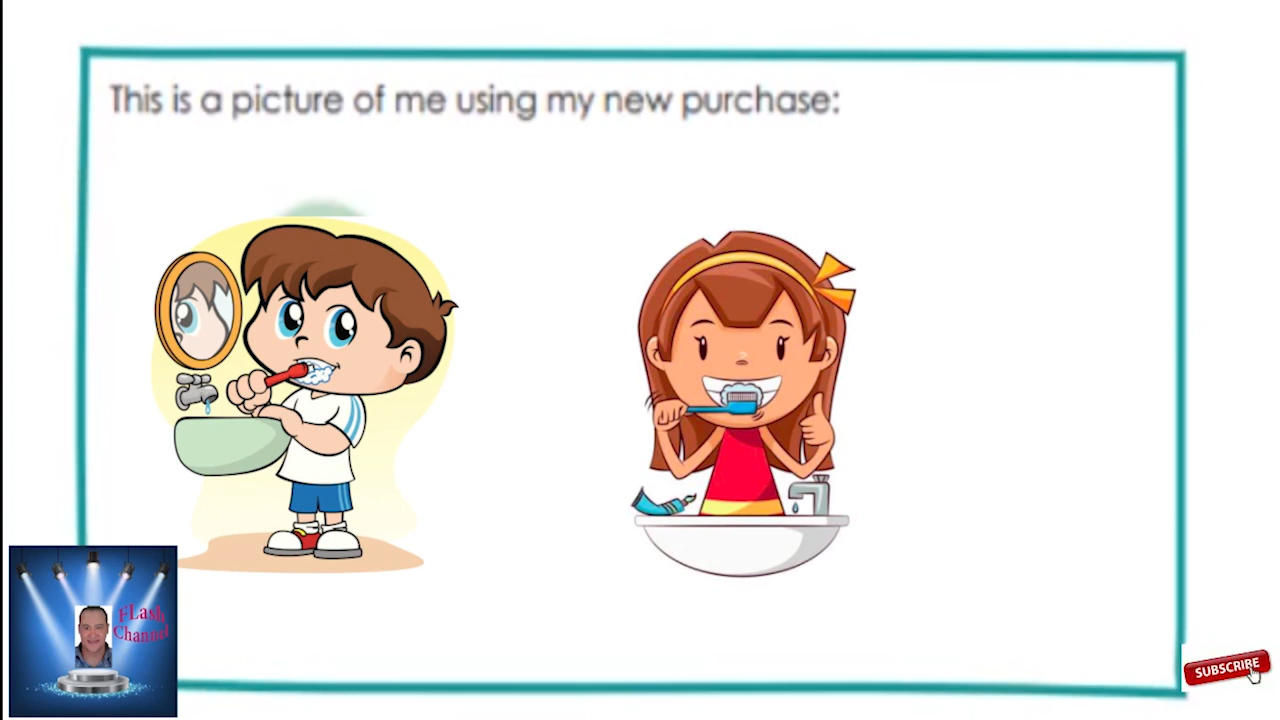 This is a picture of me using my new purchase:
FLash
Channel
SUBSCRIBE